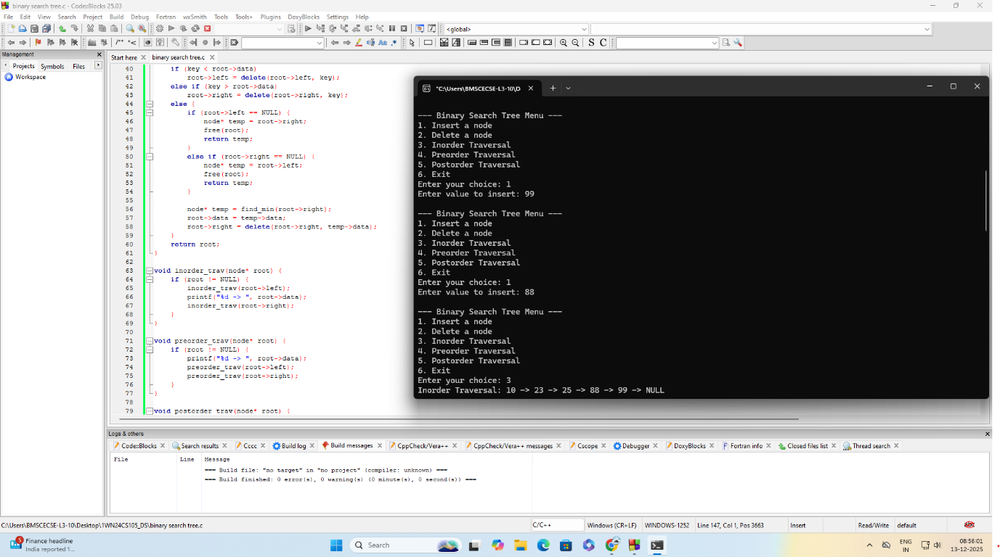 binary search tree.c - Code::Blocks 25.03
File Edit View Search Project Build Debug Fortran wxSmith Tools Tools+ Plugins DoxyBlocks Settings Help
<global>
Management
Projects Symbols Files
Workspace
Start here
binary search tree.c
40 if (key < root->data)
41 root->left = delete(root->left, key);
42 else if (key > root->data)
43 root->right = delete(root->right, key);
44 else {
45 if (root->left == NULL) {
46 node* temp = root->right;
47 free(root);
48 return temp;
49 }
50 else if (root->right == NULL) {
51 node* temp = root->left;
52 free(root);
53 return temp;
54 }
55
56 node* temp = find_min(root->right);
57 root->data = temp->data;
58 root->right = delete(root->right, temp->data);
59 }
60 return root;
61 }
62
63 void inorder_trav(node* root) {
64 if (root != NULL) {
65 inorder_trav(root->left);
66 printf("%d -> ", root->data);
67 inorder_trav(root->right);
68 }
69 }
70
71 void preorder_trav(node* root) {
72 if (root != NULL) {
73 printf("%d -> ", root->data);
74 preorder_trav(root->left);
75 preorder_trav(root->right);
76 }
77 }
78
79 void postorder_trav(node* root) {
"C:\Users\BMSCECSE-L3-10\D
--- Binary Search Tree Menu ---
1. Insert a node
2. Delete a node
3. Inorder Traversal
4. Preorder Traversal
5. Postorder Traversal
6. Exit
Enter your choice: 1
Enter value to insert: 99
--- Binary Search Tree Menu ---
1. Insert a node
2. Delete a node
3. Inorder Traversal
4. Preorder Traversal
5. Postorder Traversal
6. Exit
Enter your choice: 1
Enter value to insert: 88
--- Binary Search Tree Menu ---
1. Insert a node
2. Delete a node
3. Inorder Traversal
4. Preorder Traversal
5. Postorder Traversal
6. Exit
Enter your choice: 3
Inorder Traversal: 10 -> 23 -> 25 -> 88 -> 99 -> NULL
Logs & others
Code::Blocks Search results Cccc Build log Build messages CppCheck/Vera++ CppCheck/Vera++ messages Cscope Debugger DoxyBlocks Fortran info Closed files list Thread search
File Line Message
=== Build file: "no target" in "no project" (compiler: unknown) ===
=== Build finished: 0 error(s), 0 warning(s) (0 minute(s), 0 second(s)) ===
C:\Users\BMSCECSE-L3-10\Desktop\1WN24CS105_DS\binary search tree.c C/C++ Windows (CR+LF) WINDOWS-1252 Line 147, Col 1, Pos 3663 Insert Read/Write default
5
Finance headline
India reported 1...
Search
ENG
IN
08:56:01
13-12-2025